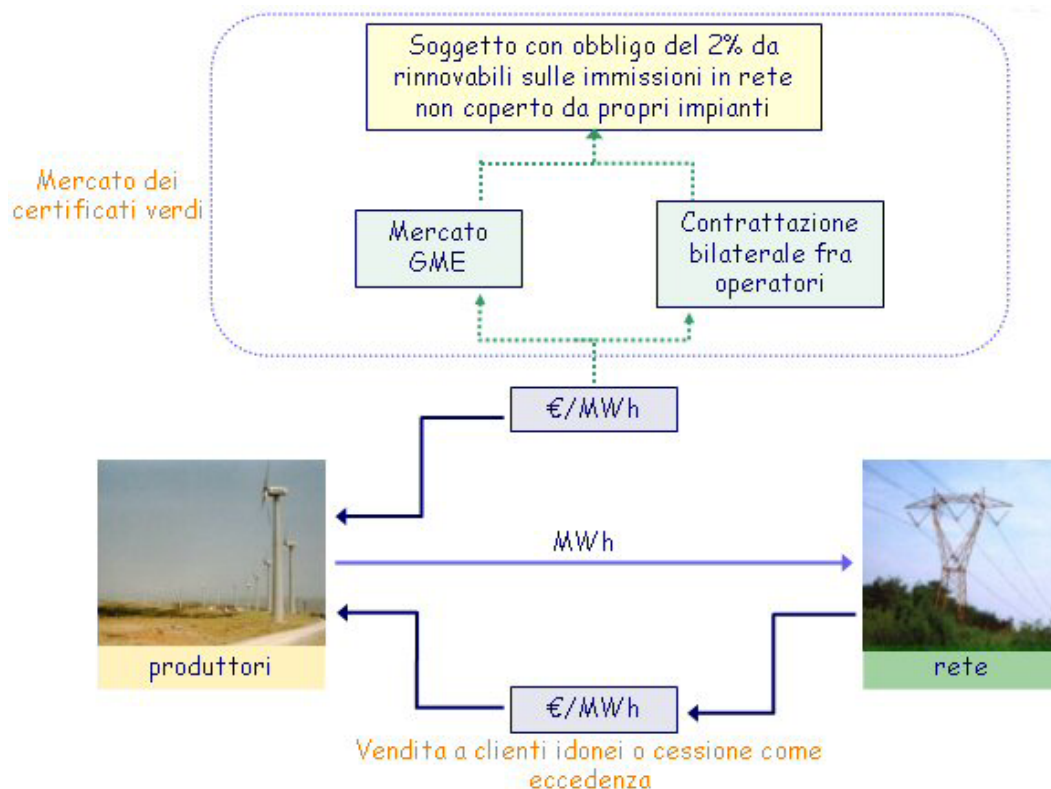 Soggetto con obbligo del 2% da
rinnovabili sulle immissioni in rete
non coperto da propri impianti
Mercato dei
certificati verdi
Mercato
GME
Contrattazione
bilaterale fra
operatori
€/MWh
MWh
produttori
rete
€/MWh
Vendita a clienti idonei o cessione come
eccedenza